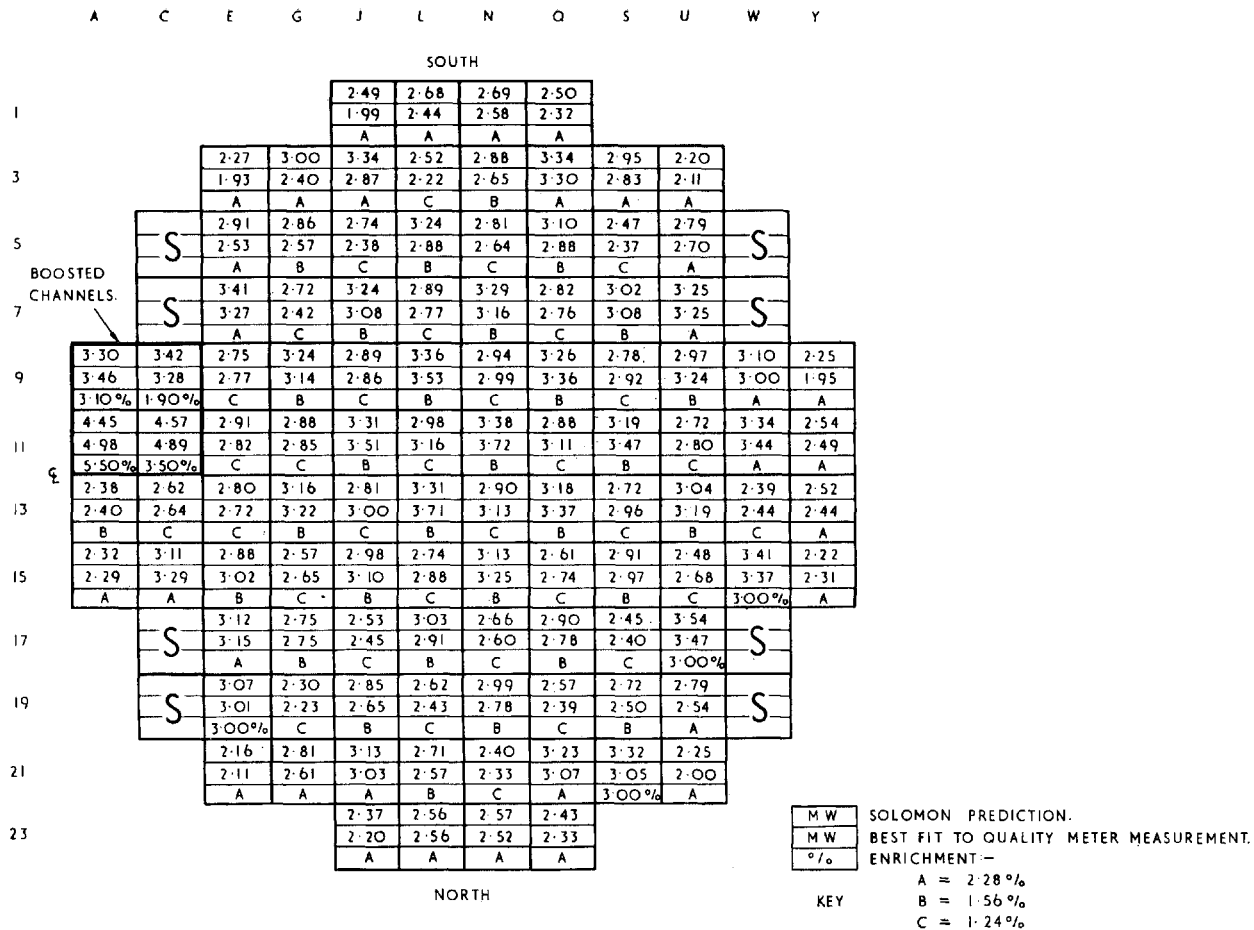 A C E G J L N Q S U W Y
SOUTH
2·49 2·68 2·69 2·50
1 1·99 2·44 2·58 2·32
A A A A
2·27 3·00 3·34 2·52 2·88 3·34 2·95 2·20
3 1·93 2·40 2·87 2·22 2·65 3·30 2·83 2·11
A A A C B A A A
2·91 2·86 2·74 3·24 2·81 3·10 2·47 2·79
5 S 2·53 2·57 2·38 2·88 2·64 2·88 2·37 2·70 S
A B C B C B C A
BOOSTED
CHANNELS.
3·41 2·72 3·24 2·89 3·29 2·82 3·02 3·25
7 S 3·27 2·42 3·08 2·77 3·16 2·76 3·08 3·25 S
A C B C B C B A
3·30 3·42 2·75 3·24 2·89 3·36 2·94 3·26 2·78 2·97 3·10 2·25
9 3·46 3·28 2·77 3·14 2·86 3·53 2·99 3·36 2·92 3·24 3·00 1·95
3·10% 1·90% C B C B C B C B A A
4·45 4·57 2·91 2·88 3·31 2·98 3·38 2·88 3·19 2·72 3·34 2·54
11 4·98 4·89 2·82 2·85 3·51 3·16 3·72 3·11 3·47 2·80 3·44 2·49
℄ 5·50% 3·50% C C B C B C B C A A
2·38 2·62 2·80 3·16 2·81 3·31 2·90 3·18 2·72 3·04 2·39 2·52
13 2·40 2·64 2·72 3·22 3·00 3·71 3·13 3·37 2·96 3·19 2·44 2·44
B C C B C B C B C B C A
2·32 3·11 2·88 2·57 2·98 2·74 3·13 2·61 2·91 2·48 3·41 2·22
15 2·29 3·29 3·02 2·65 3·10 2·88 3·25 2·74 2·97 2·68 3·37 2·31
A A B C B C B C B C 3·00% A
3·12 2·75 2·53 3·03 2·66 2·90 2·45 3·54
17 S 3·15 2·75 2·45 2·91 2·60 2·78 2·40 3·47 S
A B C B C B C 3·00%
3·07 2·30 2·85 2·62 2·99 2·57 2·72 2·79
19 S 3·01 2·23 2·65 2·43 2·78 2·39 2·50 2·54 S
3·00% C B C B C B A
2·16 2·81 3·13 2·71 2·40 3·23 3·32 2·25
21 2·11 2·61 3·03 2·57 2·33 3·07 3·05 2·00
A A A B C A 3·00% A
2·37 2·56 2·57 2·43
23 2·20 2·56 2·52 2·33
A A A A
NORTH
MW SOLOMON PREDICTION.
MW BEST FIT TO QUALITY METER MEASUREMENT.
% ENRICHMENT:—
KEY
A = 2·28%
B = 1·56%
C = 1·24%